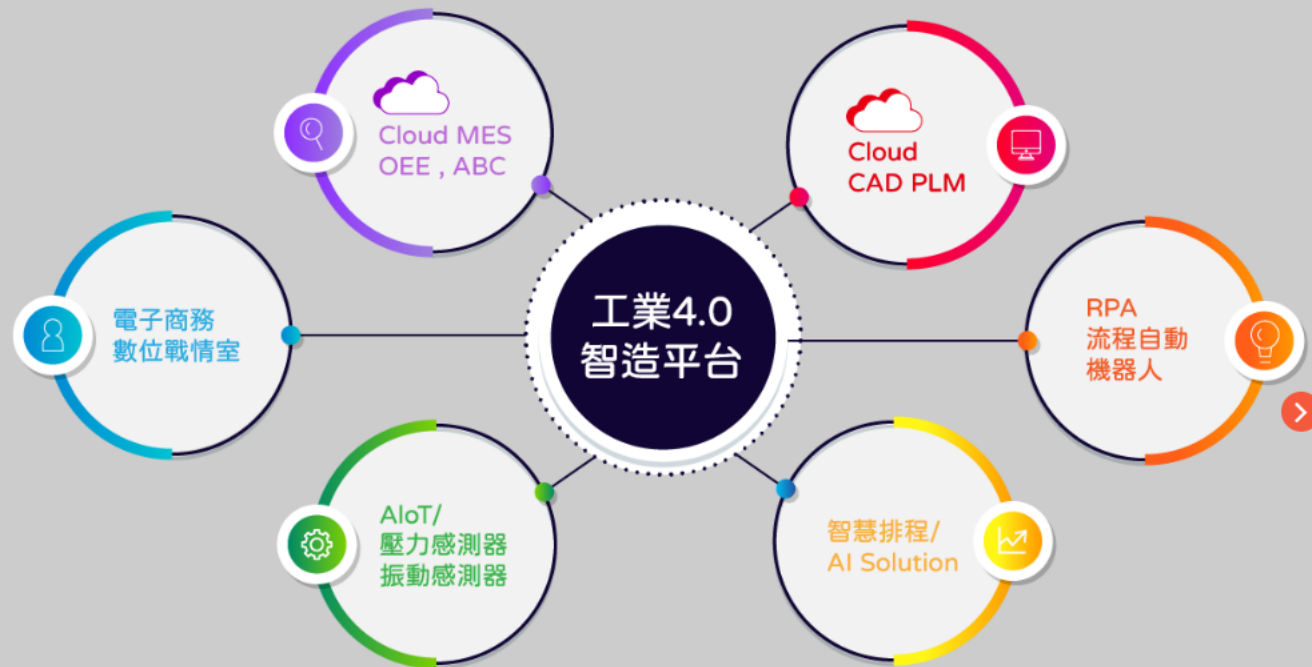 Cloud MES
OEE , ABC
Cloud
CAD PLM
電子商務
數位戰情室
工業4.0
智造平台
RPA
流程自動
機器人
AIoT/
壓力感測器
振動感測器
智慧排程/
AI Solution